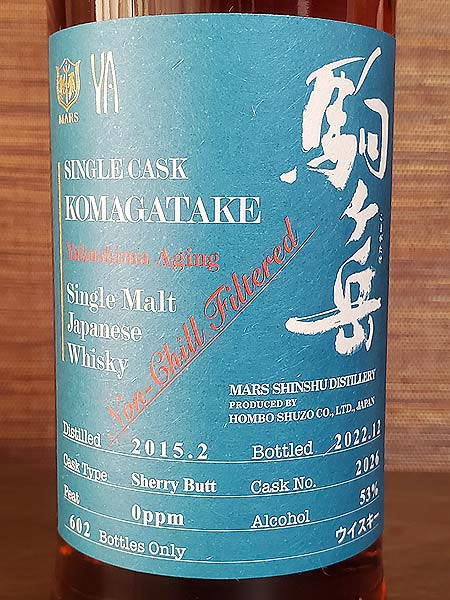 MARS
YA
SINGLE CASK
KOMAGATAKE
Yakushima Aging
Single Malt
Japanese
Whisky
Non-Chill Filtered
駒ヶ岳
MARS SHINSHU DISTILLERY
PRODUCED BY
HOMBO SHUZO CO., LTD., JAPAN
Distilled 2015.2 Bottled 2022.12
Cask Type Sherry Butt Cask No. 2026
Peat 0ppm Alcohol 53%
602 Bottles Only ウイスキー